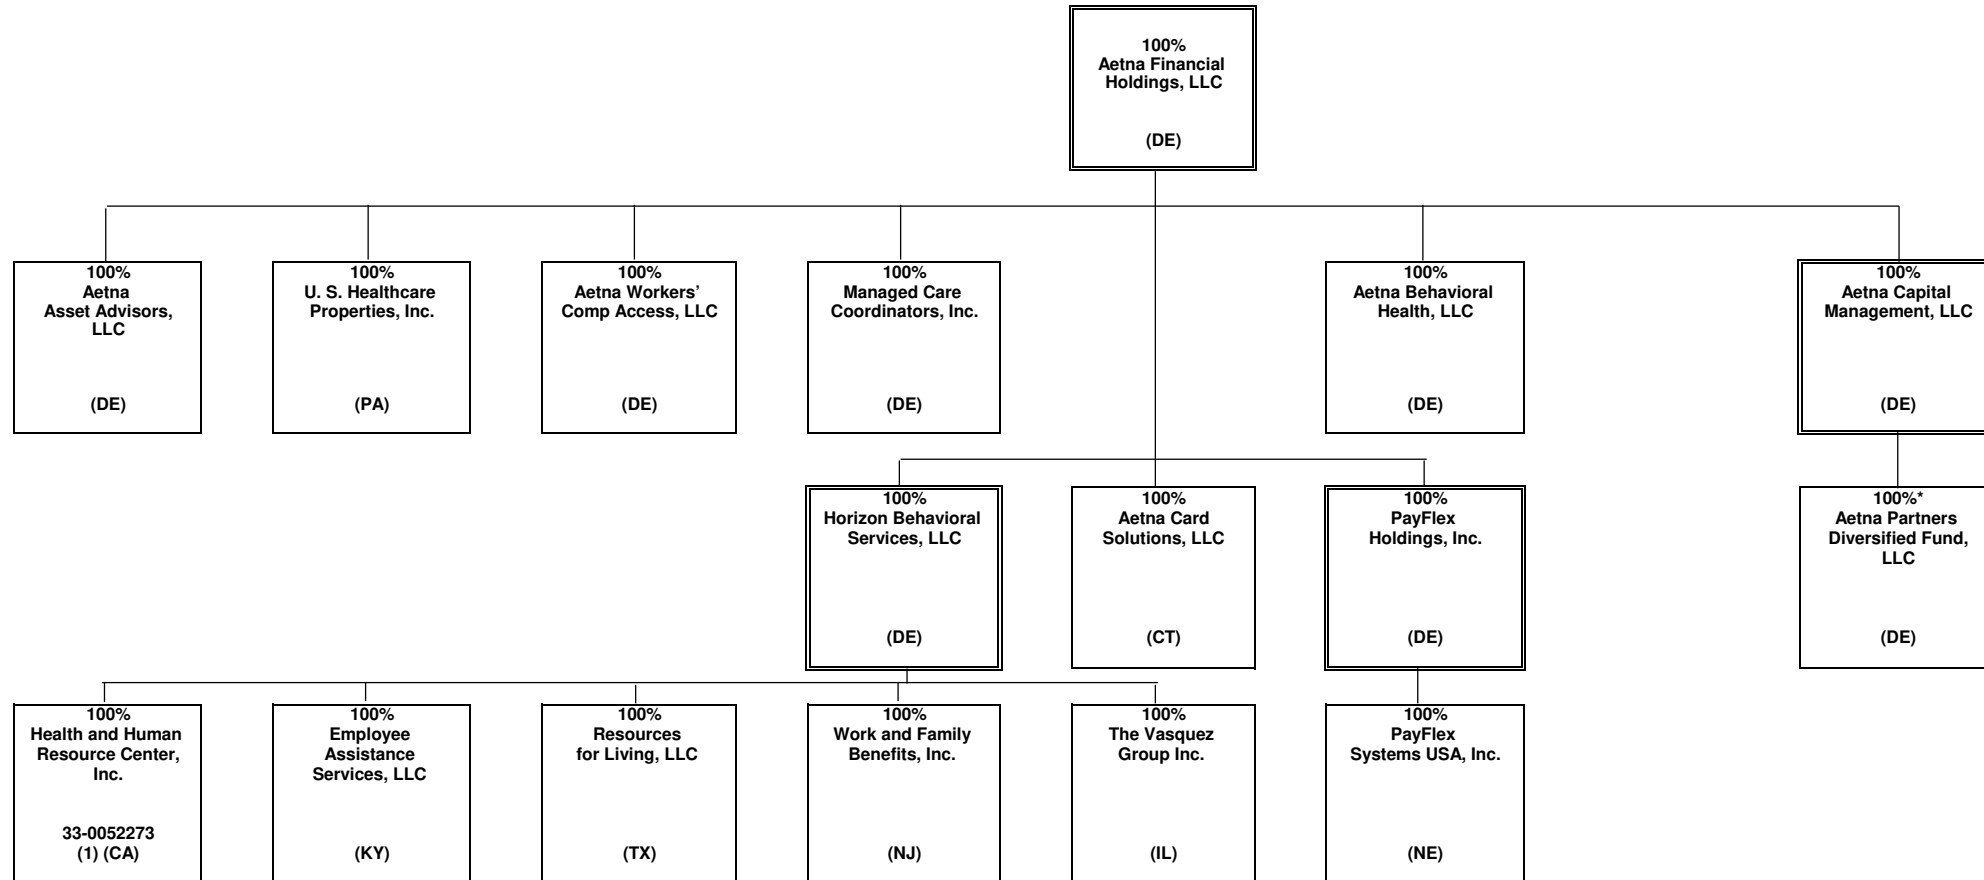 100%
Aetna Financial
Holdings, LLC
(DE)
100%
Aetna
Asset Advisors,
LLC
(DE)
100%
U. S. Healthcare
Properties, Inc.
(PA)
100%
Aetna Workers’
Comp Access, LLC
(DE)
100%
Managed Care
Coordinators, Inc.
(DE)
100%
Aetna Behavioral
Health, LLC
(DE)
100%
Aetna Capital
Management, LLC
(DE)
100%
Horizon Behavioral
Services, LLC
(DE)
100%
Aetna Card
Solutions, LLC
(CT)
100%
PayFlex
Holdings, Inc.
(DE)
100%*
Aetna Partners
Diversified Fund,
LLC
(DE)
100%
Health and Human
Resource Center,
Inc.
33-0052273
(1) (CA)
100%
Employee
Assistance
Services, LLC
(KY)
100%
Resources
for Living, LLC
(TX)
100%
Work and Family
Benefits, Inc.
(NJ)
100%
The Vasquez
Group Inc.
(IL)
100%
PayFlex
Systems USA, Inc.
(NE)